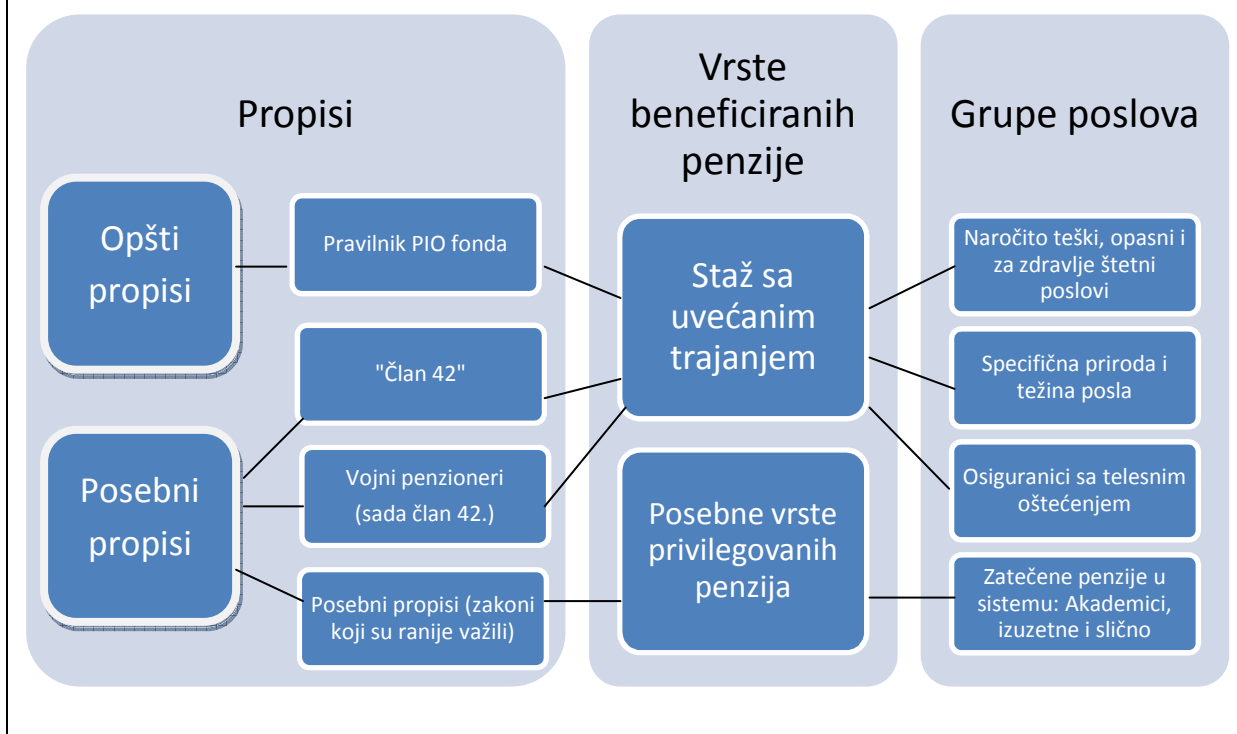 Propisi
Opšti
propisi
Pravilnik PIO fonda
"Član 42"
Posebni
propisi
Vojni penzioneri
(sada član 42.)
Posebni propisi (zakoni
koji su ranije važili)
Vrste
beneficiranih
penzije
Staž sa
uvećanim
trajanjem
Posebne vrste
privilegovanih
penzija
Grupe poslova
Naročito teški, opasni i
za zdravlje štetni
poslovi
Specifična priroda i
težina posla
Osiguranici sa telesnim
oštećenjem
Zatečene penzije u
sistemu: Akademici,
izuzetne i slično